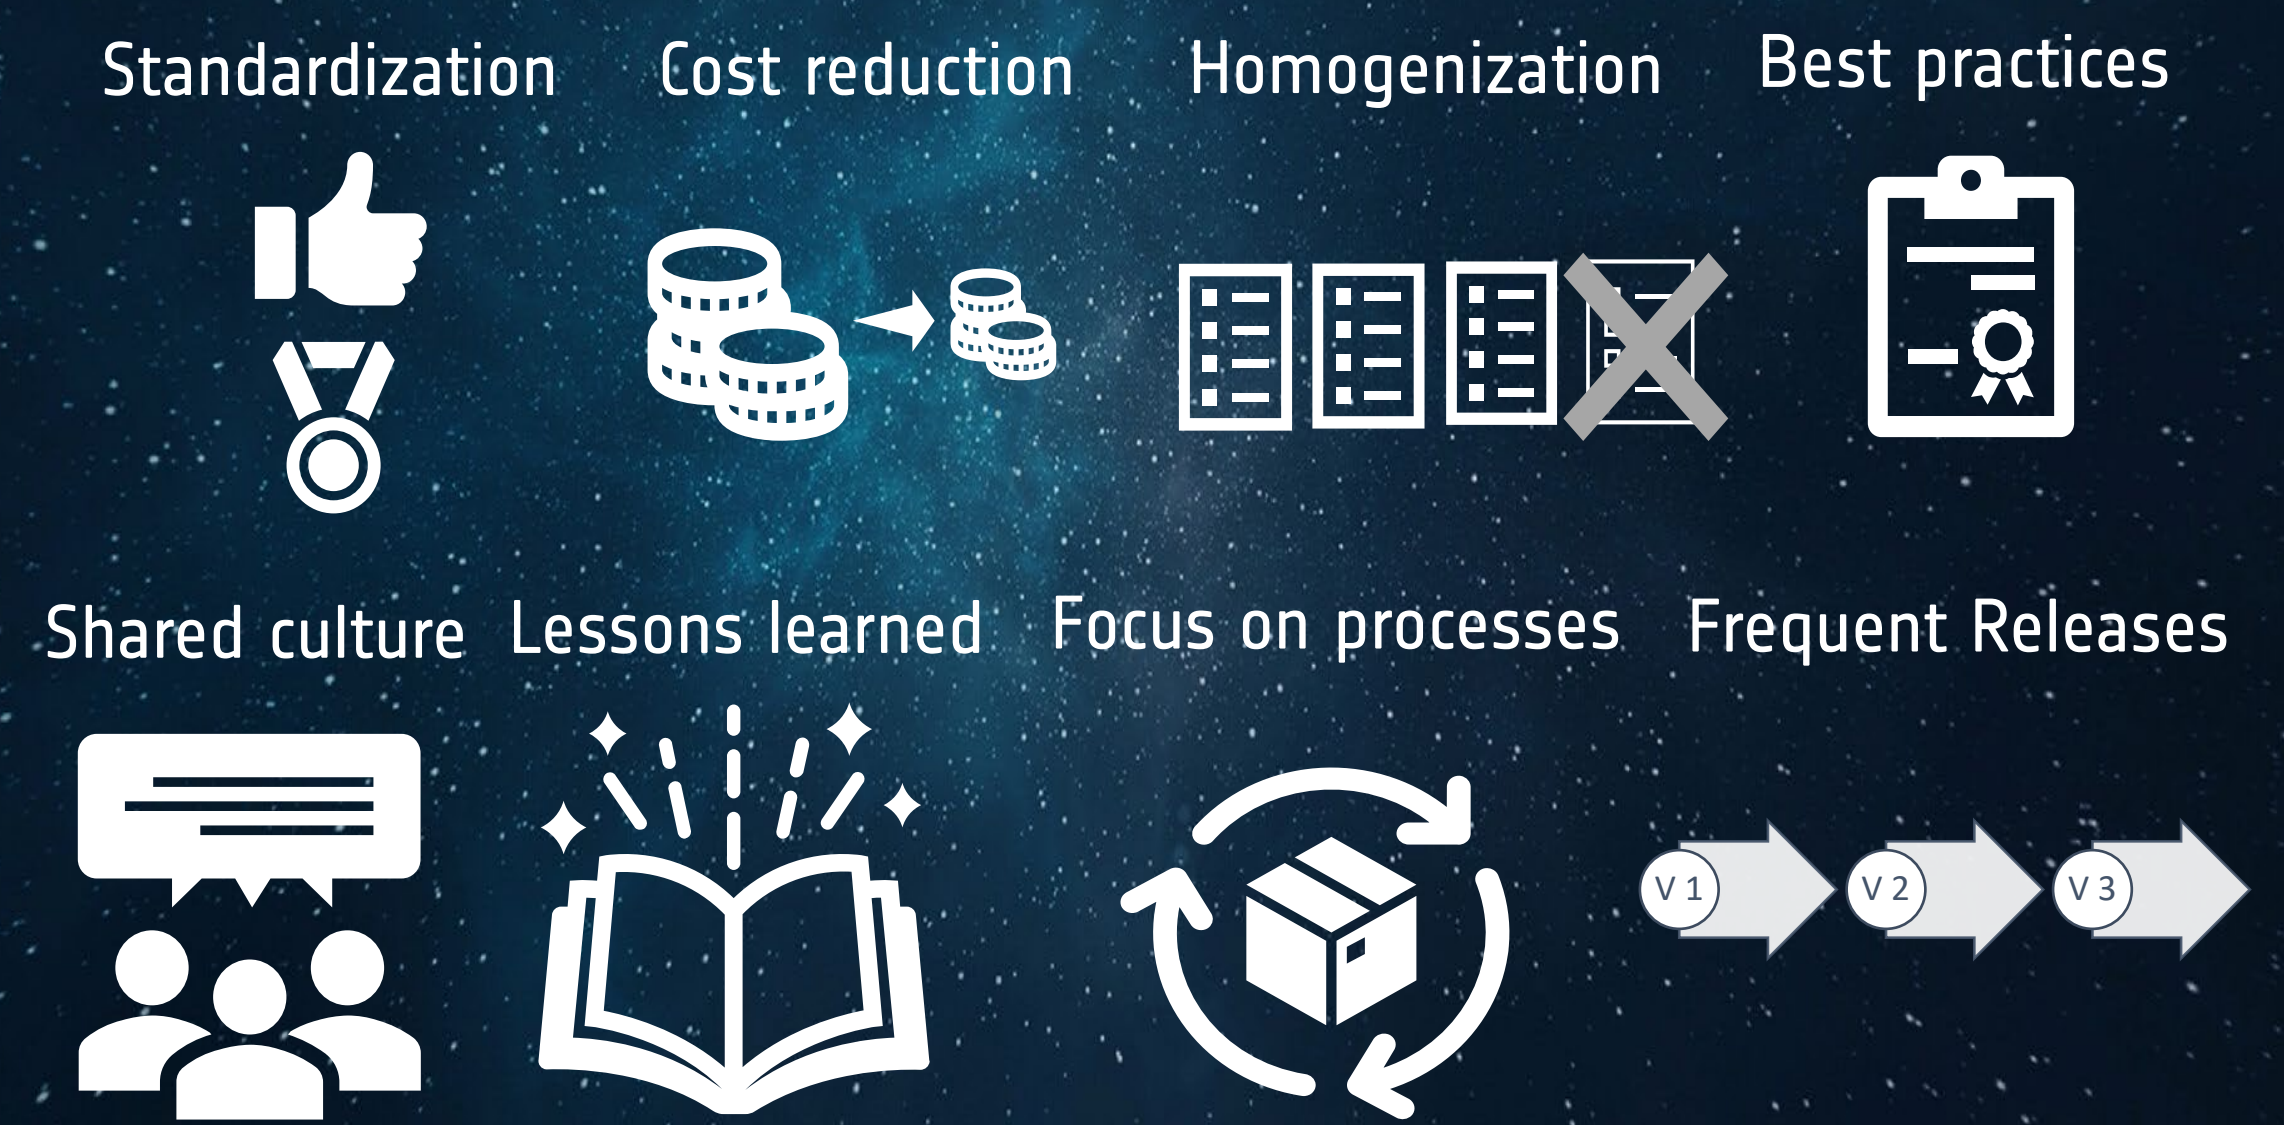 Standardization
Cost reduction
Homogenization
Best practices
Shared culture
Lessons learned
Focus on processes
Frequent Releases
V 1
V 2
V 3